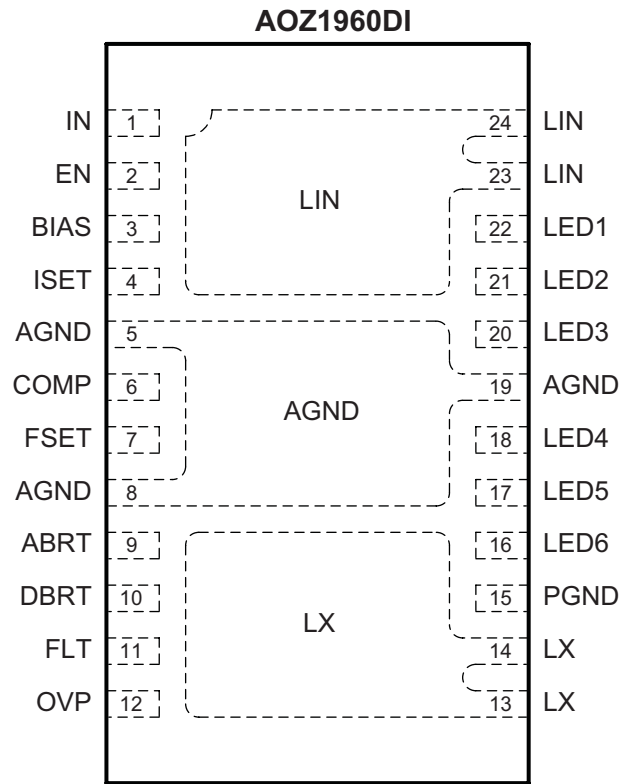 AOZ1960DI
IN 1 24 LIN
EN 2 23 LIN
LIN
BIAS 3 22 LED1
ISET 4 21 LED2
AGND 5 20 LED3
COMP 6 19 AGND
AGND
FSET 7 18 LED4
AGND 8 17 LED5
ABRT 9 16 LED6
DBRT 10 15 PGND
LX
FLT 11 14 LX
OVP 12 13 LX